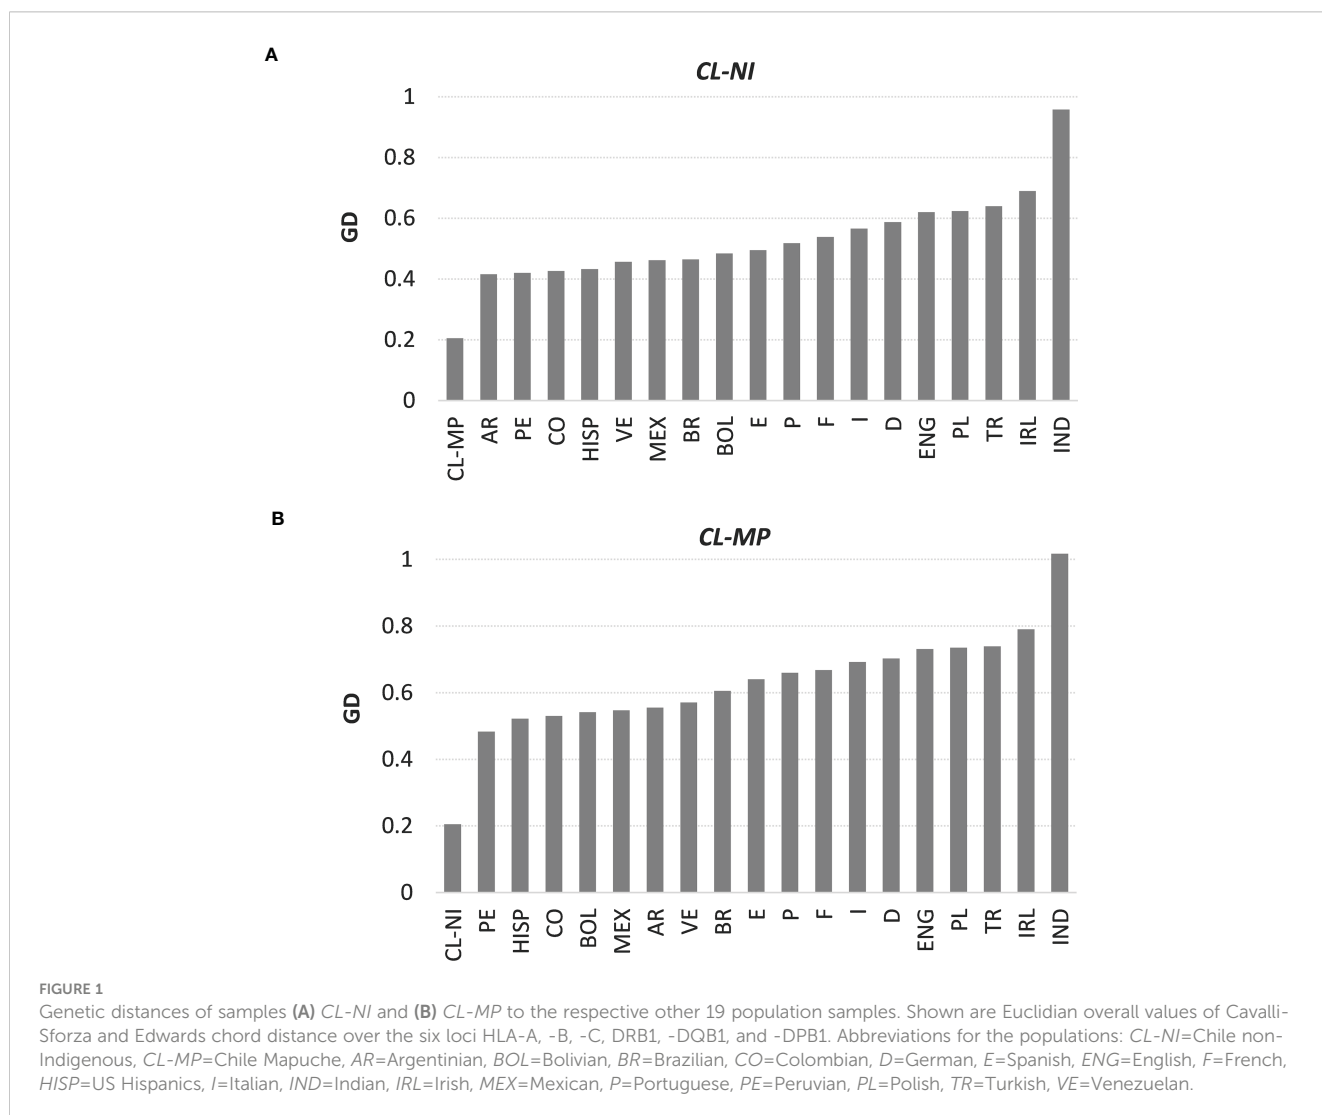 A
CL-NI
1
0.8
0.6
0.4
0.2
0
GD
CL-MP
AR
PE
CO
HISP
VE
MEX
BR
BOL
E
P
F
I
D
ENG
PL
TR
IRL
IND
B
CL-MP
1
0.8
0.6
0.4
0.2
0
GD
CL-NI
PE
HISP
CO
BOL
MEX
AR
VE
BR
E
P
F
I
D
ENG
PL
TR
IRL
IND
FIGURE 1
Genetic distances of samples (A) CL-NI and (B) CL-MP to the respective other 19 population samples. Shown are Euclidian overall values of Cavalli-
Sforza and Edwards chord distance over the six loci HLA-A, -B, -C, DRB1, -DQB1, and -DPB1. Abbreviations for the populations: CL-NI=Chile non-
Indigenous, CL-MP=Chile Mapuche, AR=Argentinian, BOL=Bolivian, BR=Brazilian, CO=Colombian, D=German, E=Spanish, ENG=English, F=French,
HISP=US Hispanics, I=Italian, IND=Indian, IRL=Irish, MEX=Mexican, P=Portuguese, PE=Peruvian, PL=Polish, TR=Turkish, VE=Venezuelan.